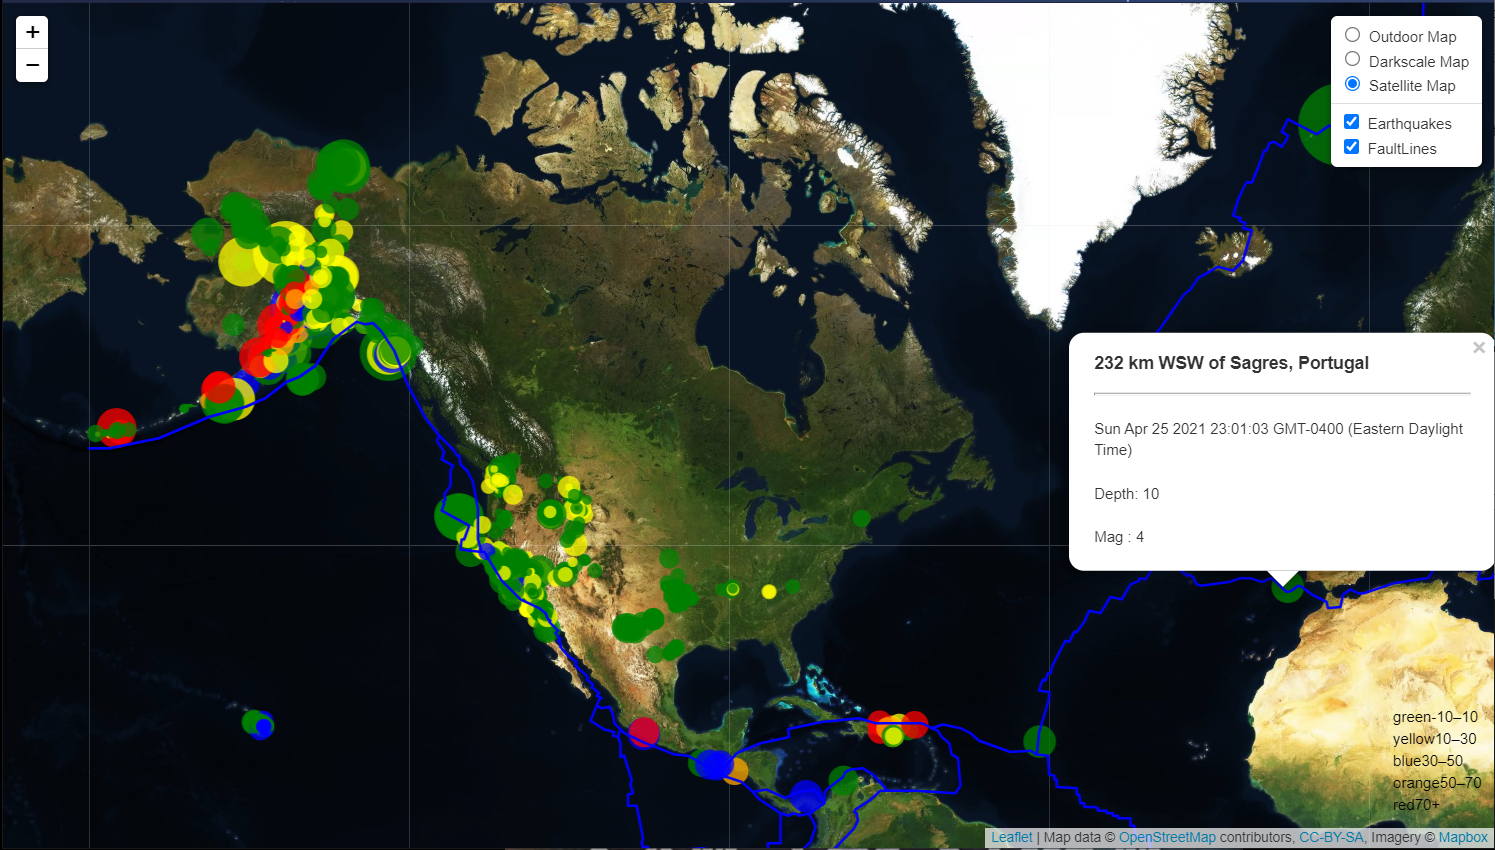 +
−
Outdoor Map
Darkscale Map
Satellite Map
Earthquakes
FaultLines
×
232 km WSW of Sagres, Portugal
Sun Apr 25 2021 23:01:03 GMT-0400 (Eastern Daylight
Time)
Depth: 10
Mag : 4
green-10–10
yellow10–30
blue30–50
orange50–70
red70+
Leaflet | Map data © OpenStreetMap contributors, CC-BY-SA, Imagery © Mapbox